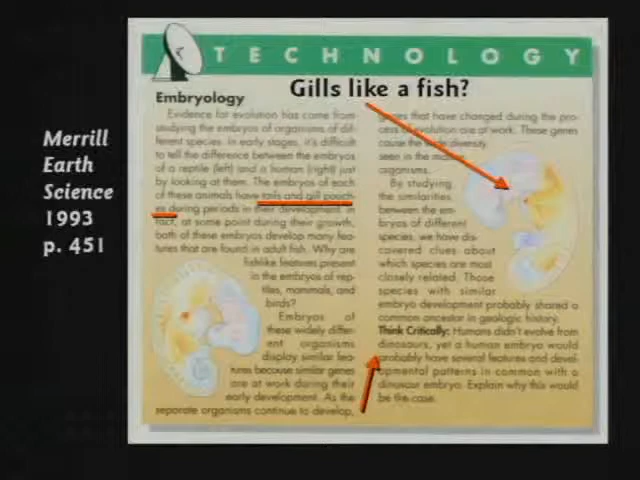 TECHNOLOGY
Gills like a fish?
Merrill
Earth
Science
1993
p. 451
Embryology
Evidence for evolution has come from
studying the embryos of organisms of dif-
ferent species. In early stages, it's difficult
to tell the difference between the embryos
of a reptile (left) and a human (right) just
by looking at them. The embryos of each
of these animals have tails and gill pouch-
es during periods in their development. In
fact, at some point during their growth,
both of these embryos develop many fea-
tures that are found in adult fish. Why are
fishlike features present
in the embryos of rep-
tiles, mammals, and
birds?
Embryos of
these widely differ-
ent organisms
display similar fea-
tures because similar genes
are at work during their
early development. As the
separate organisms continue to develop,
genes that have changed during the pro-
cess of evolution are at work. These genes
cause the diversity
seen in the
organisms.
By studying
the similarities
between the em-
bryos of different
species, we have dis-
covered clues about
which species are most
closely related. Those
species with similar
embryo development probably shared a
common ancestor in geologic history.
Think Critically: Humans didn't evolve from
dinosaurs, yet a human embryo would
probably have several features and devel-
opmental patterns in common with a
dinosaur embryo. Explain why this would
be the case.